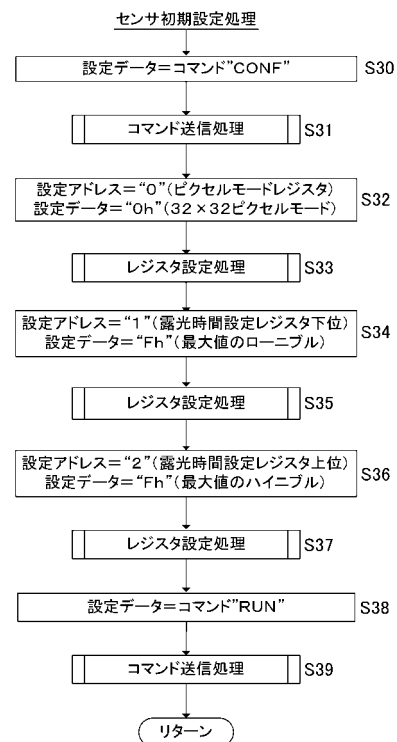 センサ初期設定処理
設定データ=コマンド"CONF"
S30
コマンド送信処理
S31
設定アドレス="0"(ピクセルモードレジスタ)
設定データ="0h"(32×32ピクセルモード)
S32
レジスタ設定処理
S33
設定アドレス="1"(露光時間設定レジスタ下位)
設定データ="Fh"(最大値のローニブル)
S34
レジスタ設定処理
S35
設定アドレス="2"(露光時間設定レジスタ上位)
設定データ="Fh"(最大値のハイニブル)
S36
レジスタ設定処理
S37
設定データ=コマンド"RUN"
S38
コマンド送信処理
S39
リターン